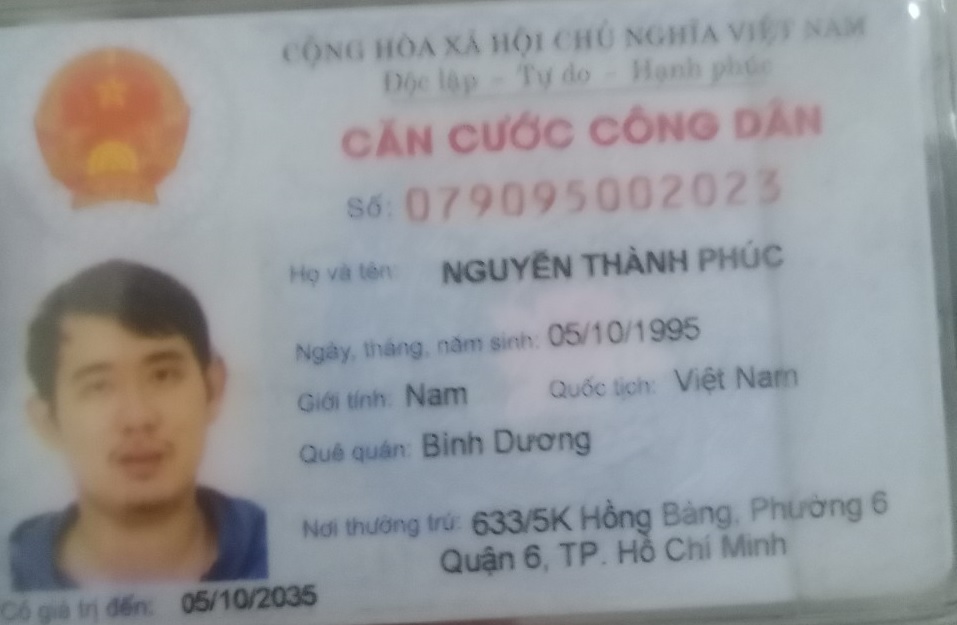 CỘNG HÒA XÃ HỘI CHỦ NGHĨA VIỆT NAM
Độc lập - Tự do - Hạnh phúc
CĂN CƯỚC CÔNG DÂN
Số: 079095002023
Họ và tên: NGUYỄN THÀNH PHÚC
Ngày, tháng, năm sinh: 05/10/1995
Giới tính: Nam Quốc tịch: Việt Nam
Quê quán: Bình Dương
Nơi thường trú: 633/5K Hồng Bàng, Phường 6
Quận 6, TP. Hồ Chí Minh
Có giá trị đến: 05/10/2035